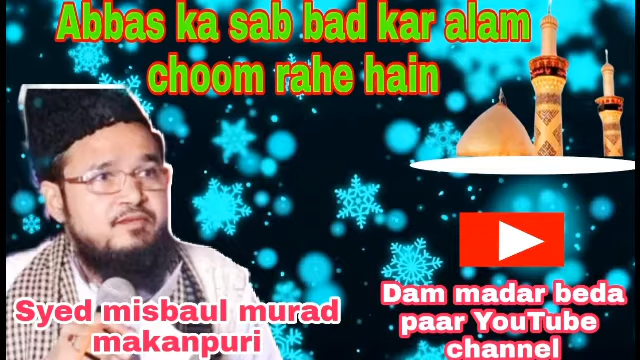 Abbas ka sab bad kar alam
choom rahe hain
Syed misbaul murad
makanpuri
Dam madar beda
paar YouTube
channel